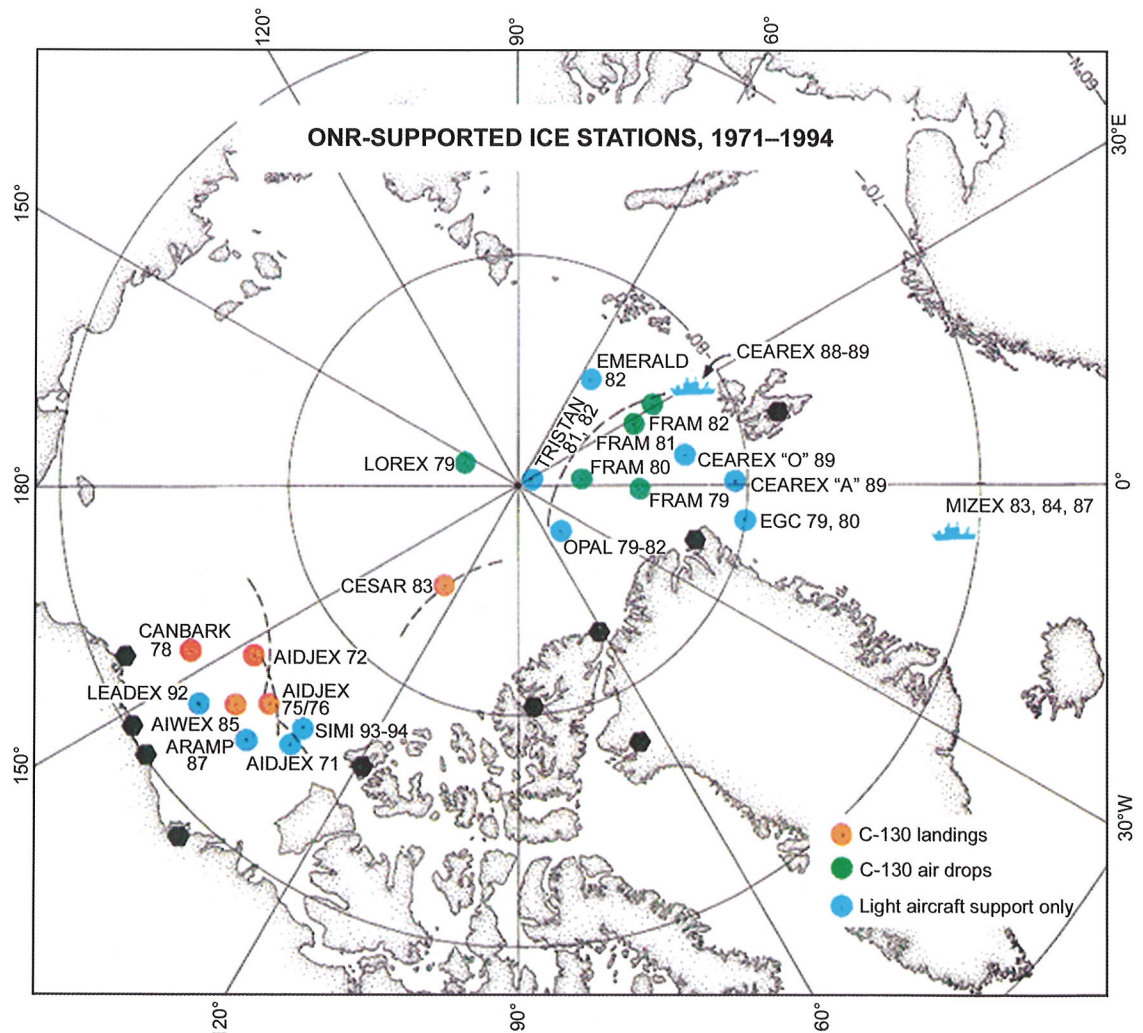 120°
90°
60°
60°N
ONR-SUPPORTED ICE STATIONS, 1971–1994
30°E
150°
70°
80°
CEAREX 88-89
EMERALD
82
TRISTAN
81, 82
FRAM 82
FRAM 81
LOREX 79
FRAM 80
CEAREX “O” 89
180°
0°
CEAREX “A” 89
FRAM 79
MIZEX 83, 84, 87
EGC 79, 80
OPAL 79-82
CESAR 83
CANBARK
78
AIDJEX 72
LEADEX 92
AIDJEX
75/76
AIWEX 85
SIMI 93-94
ARAMP
87
AIDJEX 71
150°
30°W
C-130 landings
C-130 air drops
Light aircraft support only
120°
90°
60°